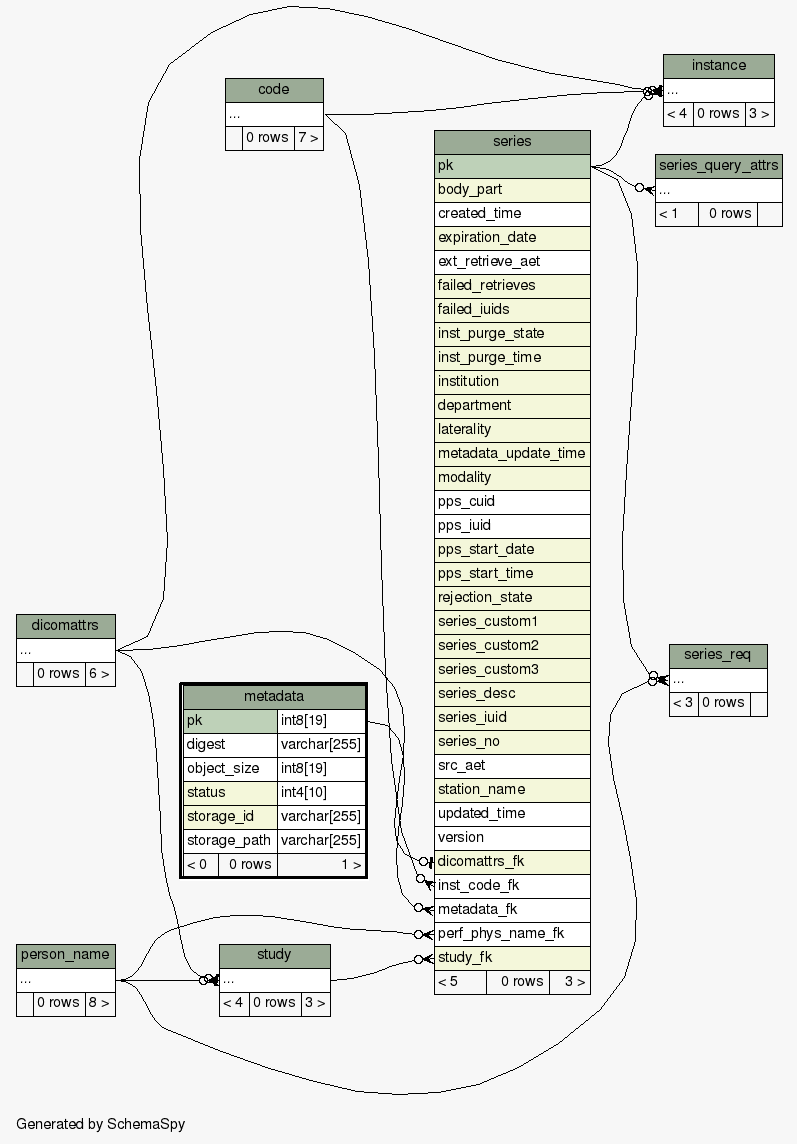 instance
...
< 4 0 rows 3 >
code
...
0 rows 7 >
series
pk
body_part
created_time
expiration_date
ext_retrieve_aet
failed_retrieves
failed_iuids
inst_purge_state
inst_purge_time
institution
department
laterality
metadata_update_time
modality
pps_cuid
pps_iuid
pps_start_date
pps_start_time
rejection_state
series_custom1
series_custom2
series_custom3
series_desc
series_iuid
series_no
src_aet
station_name
updated_time
version
dicomattrs_fk
inst_code_fk
metadata_fk
perf_phys_name_fk
study_fk
< 5 0 rows 3 >
series_query_attrs
...
< 1 0 rows
dicomattrs
...
0 rows 6 >
series_req
...
< 3 0 rows
metadata
pk int8[19]
digest varchar[255]
object_size int8[19]
status int4[10]
storage_id varchar[255]
storage_path varchar[255]
< 0 0 rows 1 >
person_name
...
0 rows 8 >
study
...
< 4 0 rows 3 >
Generated by SchemaSpy